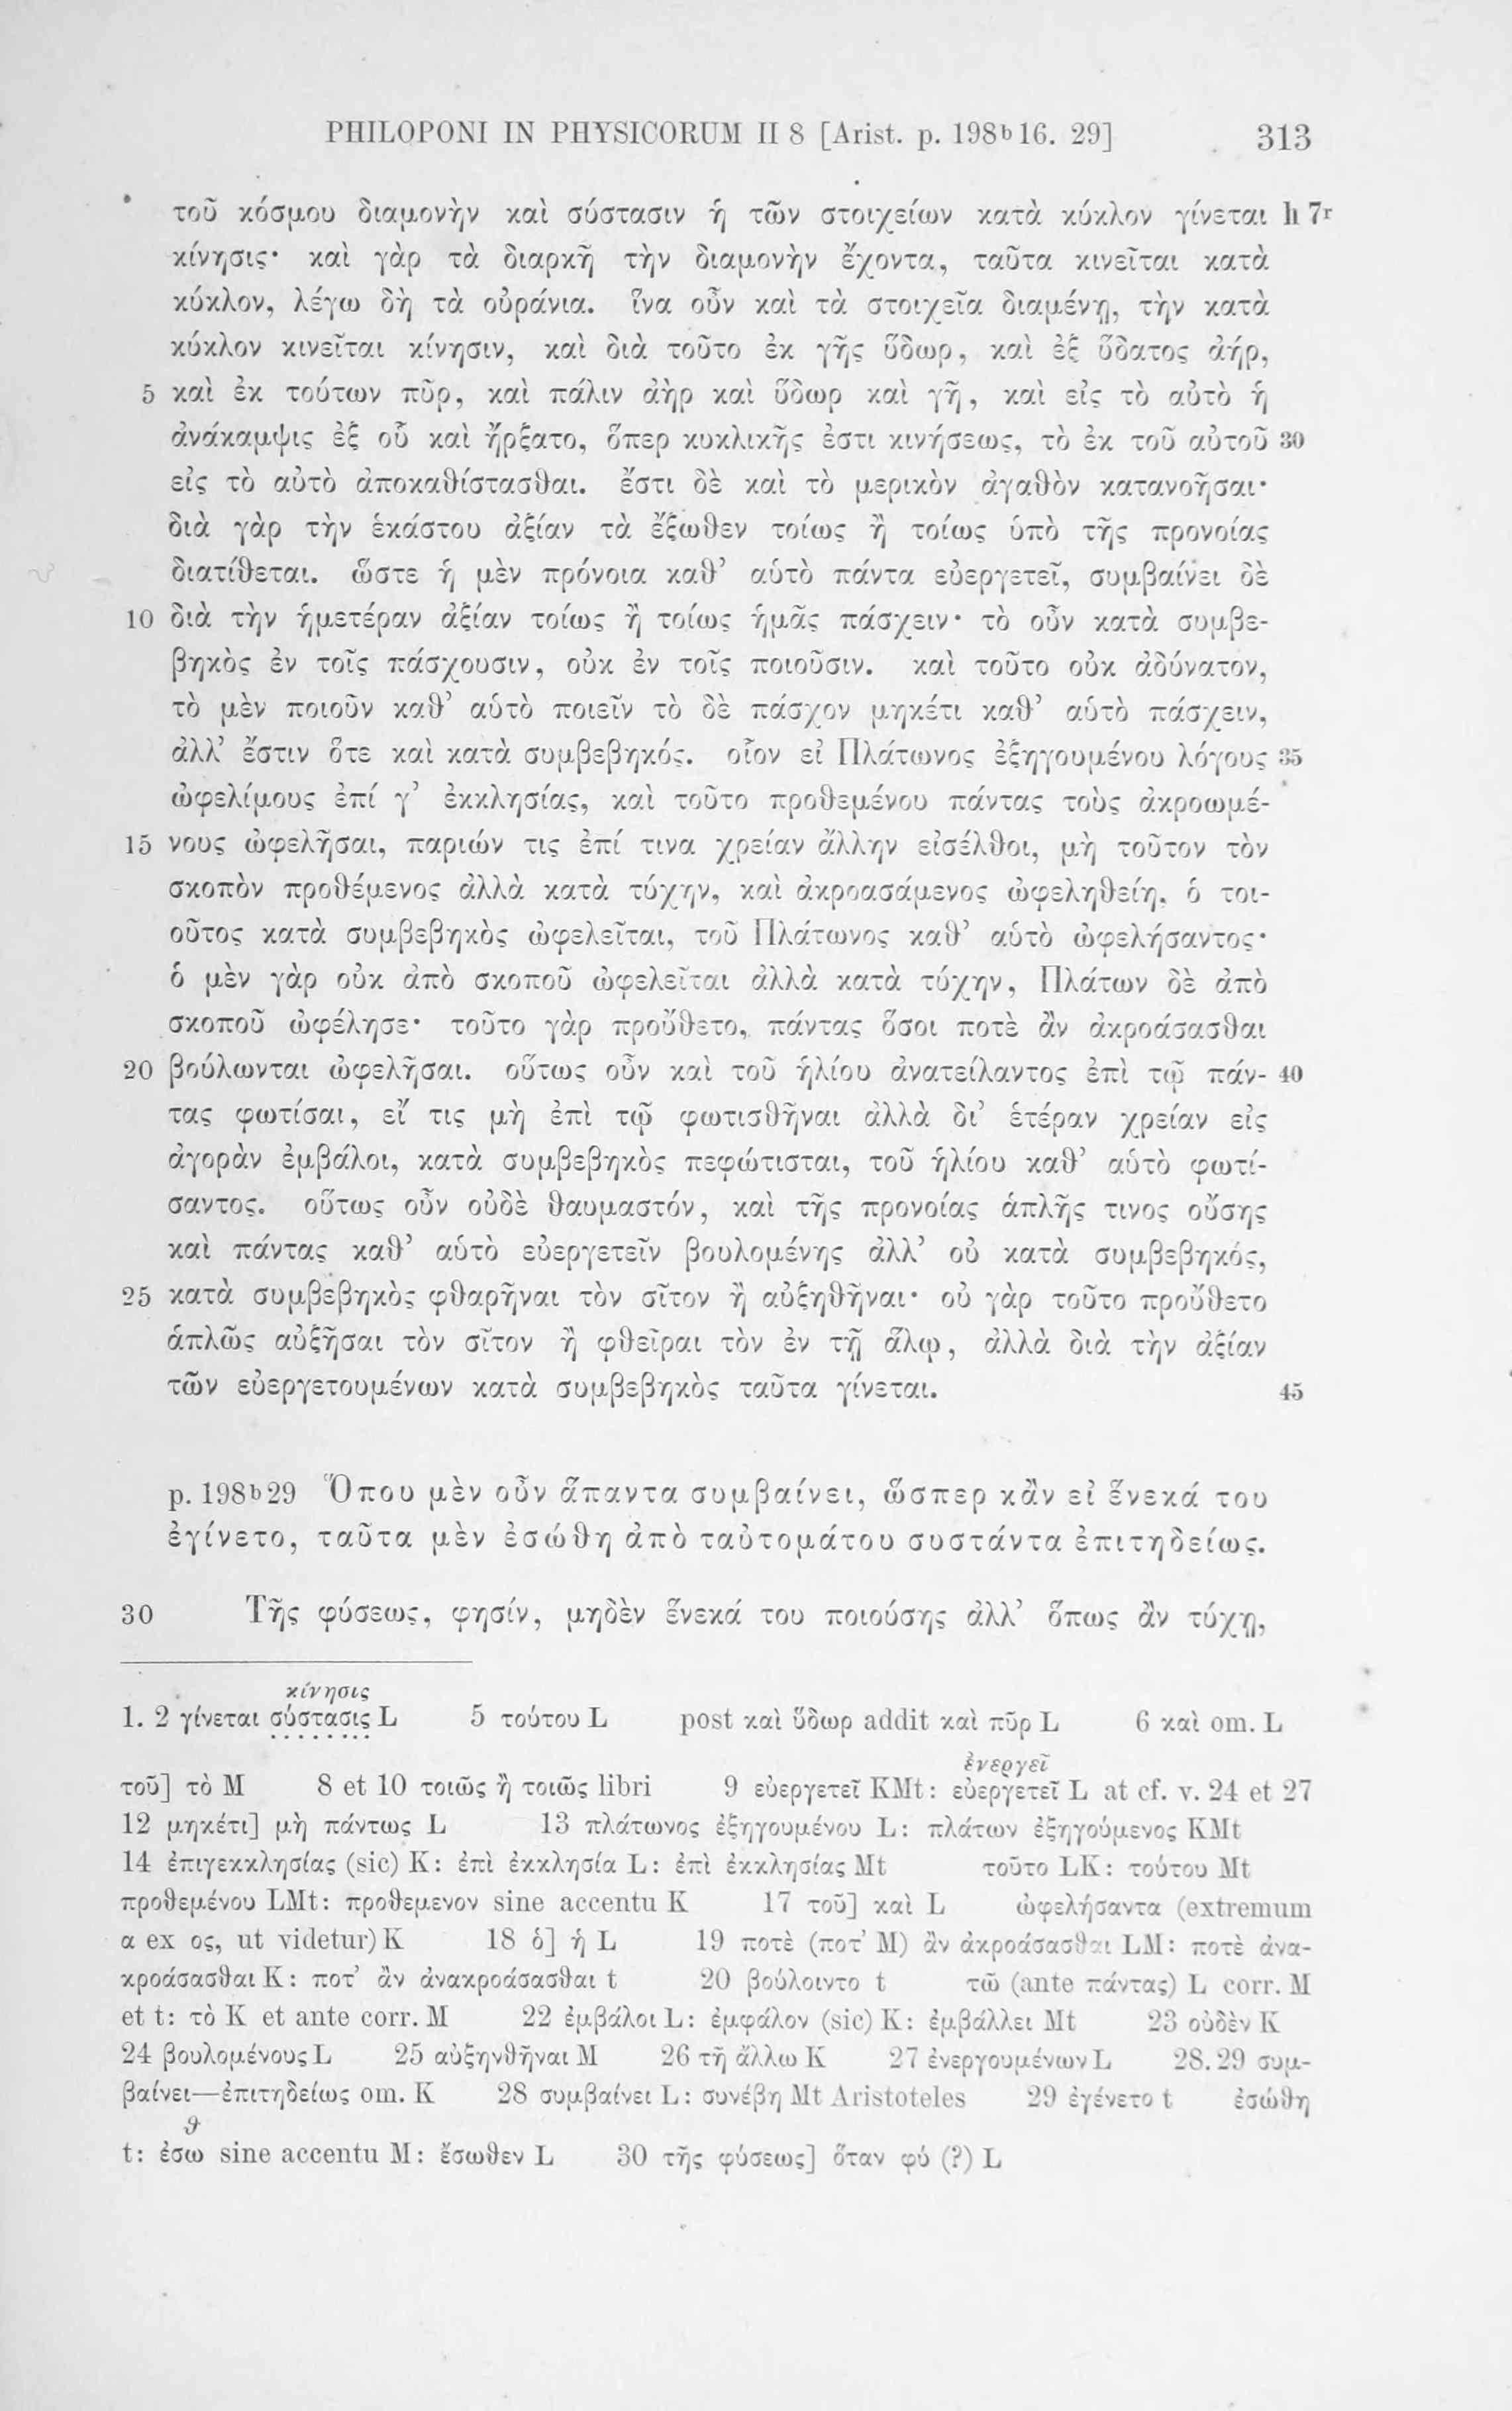 PHILOPONI IN PHYSICORUM II 8 [Arist. p. 198ᵇ16. 29] 313
τοῦ κόσμου διαμονὴν καὶ σύστασιν ἡ τῶν στοιχείων κατὰ κύκλον γίνεται h 7ʳ
κίνησις· καὶ γὰρ τὰ διαρκῆ τὴν διαμονὴν ἔχοντα, ταῦτα κινεῖται κατὰ
κύκλον, λέγω δὴ τὰ οὐράνια. ἵνα οὖν καὶ τὰ στοιχεῖα διαμένῃ, τὴν κατὰ
κύκλον κινεῖται κίνησιν, καὶ διὰ τοῦτο ἐκ γῆς ὕδωρ, καὶ ἐξ ὕδατος ἀήρ,
5 καὶ ἐκ τούτων πῦρ, καὶ πάλιν ἀὴρ καὶ ὕδωρ καὶ γῆ, καὶ εἰς τὸ αὐτὸ ἡ
ἀνάκαμψις ἐξ οὗ καὶ ἤρξατο, ὅπερ κυκλικῆς ἐστι κινήσεως, τὸ ἐκ τοῦ αὐτοῦ 30
εἰς τὸ αὐτὸ ἀποκαθίστασθαι. ἔστι δὲ καὶ τὸ μερικὸν ἀγαθὸν κατανοῆσαι·
διὰ γὰρ τὴν ἑκάστου ἀξίαν τὰ ἔξωθεν τοίως ἢ τοίως ὑπὸ τῆς προνοίας
διατίθεται. ὥστε ἡ μὲν πρόνοια καθ’ αὑτὸ πάντα εὐεργετεῖ, συμβαίνει δὲ
10 διὰ τὴν ἡμετέραν ἀξίαν τοίως ἢ τοίως ἡμᾶς πάσχειν· τὸ οὖν κατὰ συμβε-
βηκὸς ἐν τοῖς πάσχουσιν, οὐκ ἐν τοῖς ποιοῦσιν. καὶ τοῦτο οὐκ ἀδύνατον,
τὸ μὲν ποιοῦν καθ’ αὑτὸ ποιεῖν τὸ δὲ πάσχον μηκέτι καθ’ αὑτὸ πάσχειν,
ἀλλ’ ἔστιν ὅτε καὶ κατὰ συμβεβηκός. οἷον εἰ Πλάτωνος ἐξηγουμένου λόγους 35
ὠφελίμους ἐπί γ’ ἐκκλησίας, καὶ τοῦτο προθεμένου πάντας τοὺς ἀκροωμέ-
15 νους ὠφελῆσαι, παριών τις ἐπί τινα χρείαν ἄλλην εἰσέλθοι, μὴ τοῦτον τὸν
σκοπὸν προθέμενος ἀλλὰ κατὰ τύχην, καὶ ἀκροασάμενος ὠφεληθείη, ὁ τοι-
οῦτος κατὰ συμβεβηκὸς ὠφελεῖται, τοῦ Πλάτωνος καθ’ αὑτὸ ὠφελήσαντος·
ὁ μὲν γὰρ οὐκ ἀπὸ σκοποῦ ὠφελεῖται ἀλλὰ κατὰ τύχην, Πλάτων δὲ ἀπὸ
σκοποῦ ὠφέλησε· τοῦτο γὰρ προὔθετο, πάντας ὅσοι ποτὲ ἂν ἀκροάσασθαι
20 βούλωνται ὠφελῆσαι. οὕτως οὖν καὶ τοῦ ἡλίου ἀνατείλαντος ἐπὶ τῷ πάν- 40
τας φωτίσαι, εἴ τις μὴ ἐπὶ τῷ φωτισθῆναι ἀλλὰ δι’ ἑτέραν χρείαν εἰς
ἀγορὰν ἐμβάλοι, κατὰ συμβεβηκὸς πεφώτισται, τοῦ ἡλίου καθ’ αὑτὸ φωτί-
σαντος. οὕτως οὖν οὐδὲ θαυμαστόν, καὶ τῆς προνοίας ἁπλῆς τινος οὔσης
καὶ πάντας καθ’ αὑτὸ εὐεργετεῖν βουλομένης ἀλλ’ οὐ κατὰ συμβεβηκός,
25 κατὰ συμβεβηκὸς φθαρῆναι τὸν σῖτον ἢ αὐξηθῆναι· οὐ γὰρ τοῦτο προὔθετο
ἁπλῶς αὐξῆσαι τὸν σῖτον ἢ φθεῖραι τὸν ἐν τῇ ἅλῳ, ἀλλὰ διὰ τὴν ἀξίαν
τῶν εὐεργετουμένων κατὰ συμβεβηκὸς ταῦτα γίνεται. 45
p. 198ᵇ29 Ὅπου μὲν οὖν ἅπαντα συμβαίνει, ὥσπερ κἂν εἰ ἕνεκά του
ἐγίνετο, ταῦτα μὲν ἐσώθη ἀπὸ ταὐτομάτου συστάντα ἐπιτηδείως.
30 Τῆς φύσεως, φησίν, μηδὲν ἕνεκά του ποιούσης ἀλλ’ ὅπως ἂν τύχῃ,
κίνησις
1. 2 γίνεται σύστασις L 5 τούτου L post καὶ ὕδωρ addit καὶ πῦρ L 6 καὶ om. L
ἐνεργεῖ
τοῦ] τὸ M 8 et 10 τοιῶς ἢ τοιῶς libri 9 εὐεργετεῖ KMt: εὐεργετεῖ L at cf. v. 24 et 27
12 μηκέτι] μὴ πάντως L 13 πλάτωνος ἐξηγουμένου L: πλάτων ἐξηγούμενος KMt
14 ἐπιγεκκλησίας (sic) K: ἐπὶ ἐκκλησία L: ἐπὶ ἐκκλησίας Mt τοῦτο LK: τούτου Mt
προθεμένου LMt: προθεμενον sine accentu K 17 τοῦ] καὶ L ὠφελήσαντα (extremum
α ex ος, ut videtur) K 18 ὁ] ἡ L 19 ποτὲ (ποτ’ M) ἂν ἀκροάσασθαι LM: ποτὲ ἀνα-
κροάσασθαι K: ποτ’ ἂν ἀνακροάσασθαι t 20 βούλοιντο t τῶ (ante πάντας) L corr. M
et t: τὸ K et ante corr. M 22 ἐμβάλοι L: ἐμφάλον (sic) K: ἐμβάλλει Mt 23 οὐδὲν K
24 βουλομένους L 25 αὐξηνθῆναι M 26 τῆ ἄλλω K 27 ἐνεργουμένων L 28. 29 συμ-
βαίνει—ἐπιτηδείως om. K 28 συμβαίνει L: συνέβη Mt Aristoteles 29 ἐγένετο t ἐσώθη
θ
t: ἐσω sine accentu M: ἔσωθεν L 30 τῆς φύσεως] ὅταν φύ (?) L